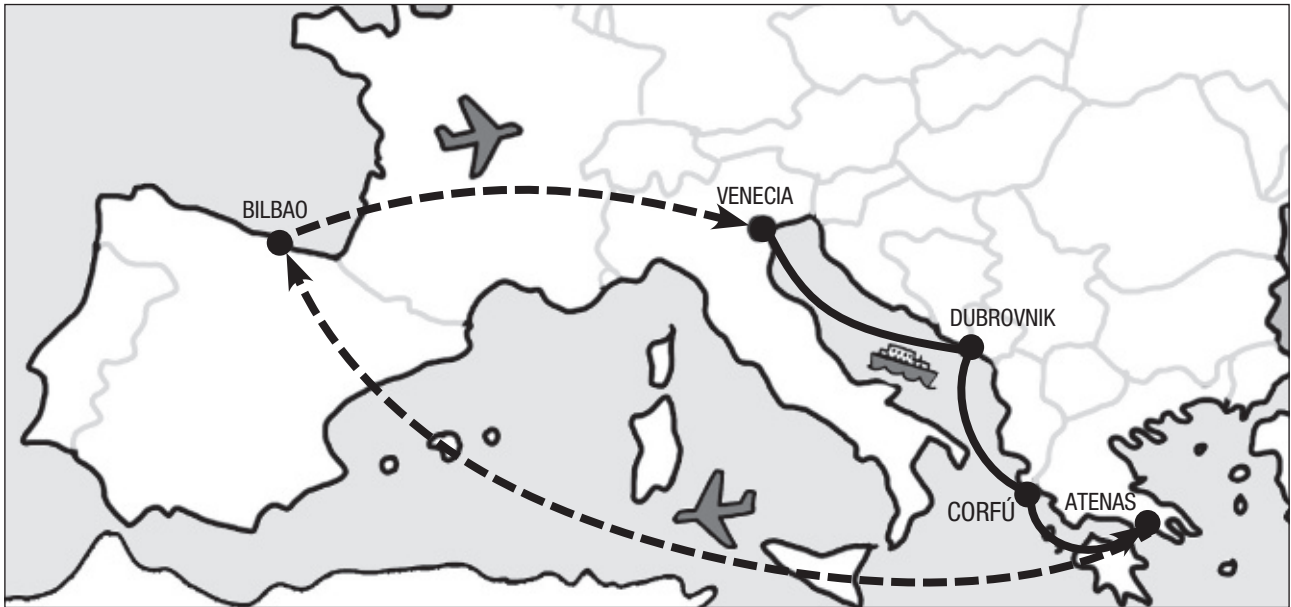 VENECIA
BILBAO
DUBROVNIK
CORFÚ
ATENAS